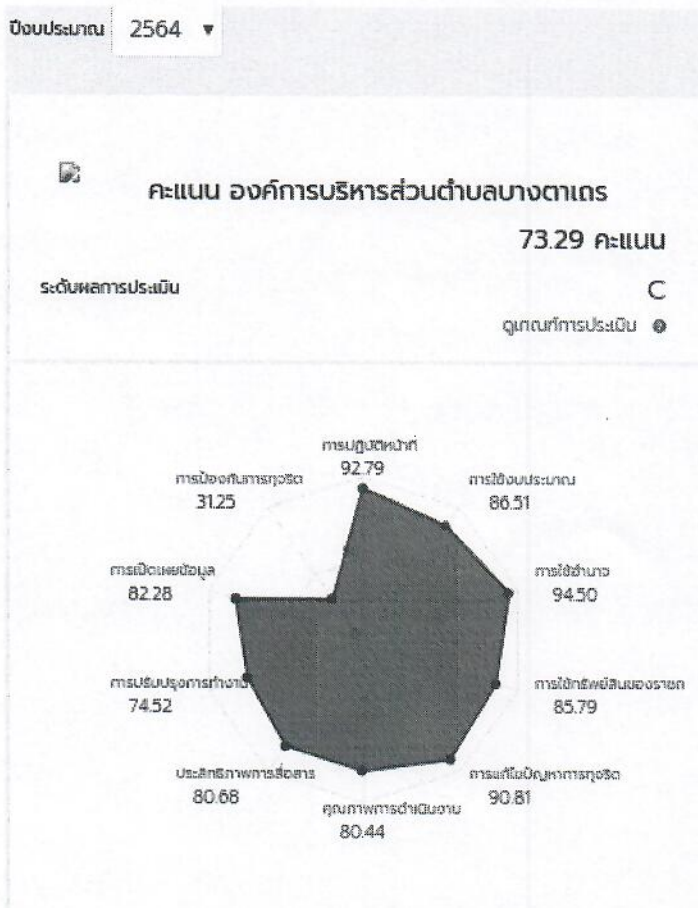 ปีงบประมาณ 2564
คะแนน องค์การบริหารส่วนตำบลบางตาเถร
73.29 คะแนน
ระดับผลการประเมิน C
ดูเกณฑ์การประเมิน
การปฏิบัติหน้าที่
92.79
การใช้งบประมาณ
86.51
การใช้อำนาจ
94.50
การใช้ทรัพย์สินของราชก
85.79
การแก้ไขปัญหาการทุจริต
90.81
คุณภาพการดำเนินงาน
80.44
ประสิทธิภาพการสื่อสาร
80.68
การปรับปรุงการทำงาน
74.52
การเปิดเผยข้อมูล
82.28
การป้องกันการทุจริต
31.25